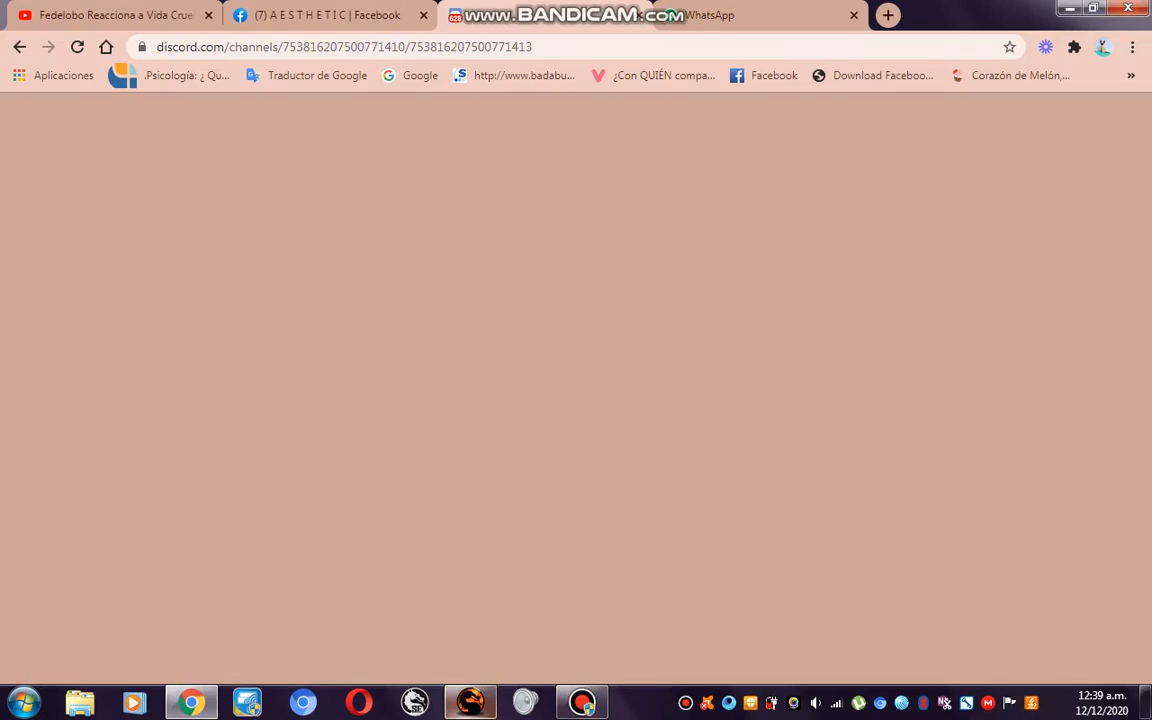 Fedelobo Reacciona a Vida Crue
(7) A E S T H E T I C | Facebook
628
www.BANDICAM.com
WhatsApp
discord.com/channels/753816207500771410/753816207500771413
Aplicaciones
.Psicología: ¿ Qu...
Traductor de Google
Google
http://www.badabu...
¿Con QUIÉN compa...
Facebook
Download Faceboo...
Corazón de Melón,...
»
12:39 a.m.
12/12/2020